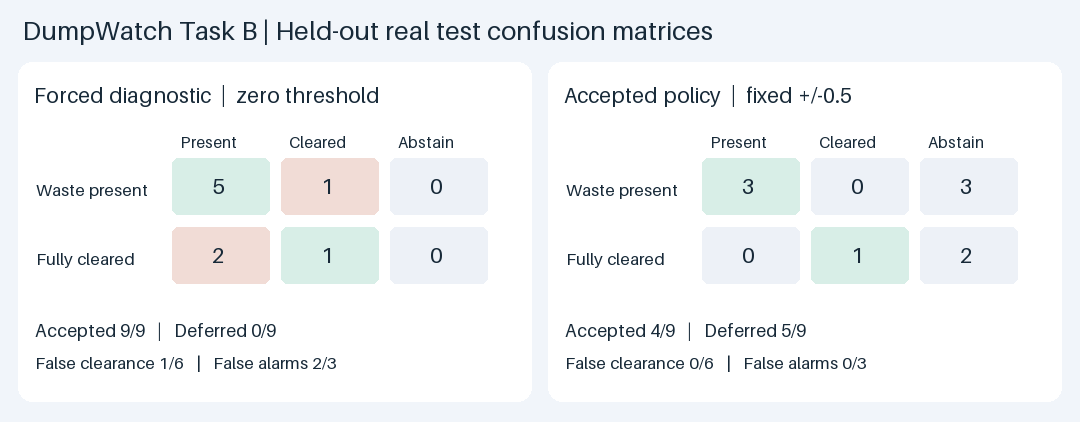 DumpWatch Task B | Held-out real test confusion matrices
Forced diagnostic | zero threshold
Present Cleared Abstain
Waste present 5 1 0
Fully cleared 2 1 0
Accepted 9/9 | Deferred 0/9
False clearance 1/6 | False alarms 2/3
Accepted policy | fixed +/-0.5
Present Cleared Abstain
Waste present 3 0 3
Fully cleared 0 1 2
Accepted 4/9 | Deferred 5/9
False clearance 0/6 | False alarms 0/3